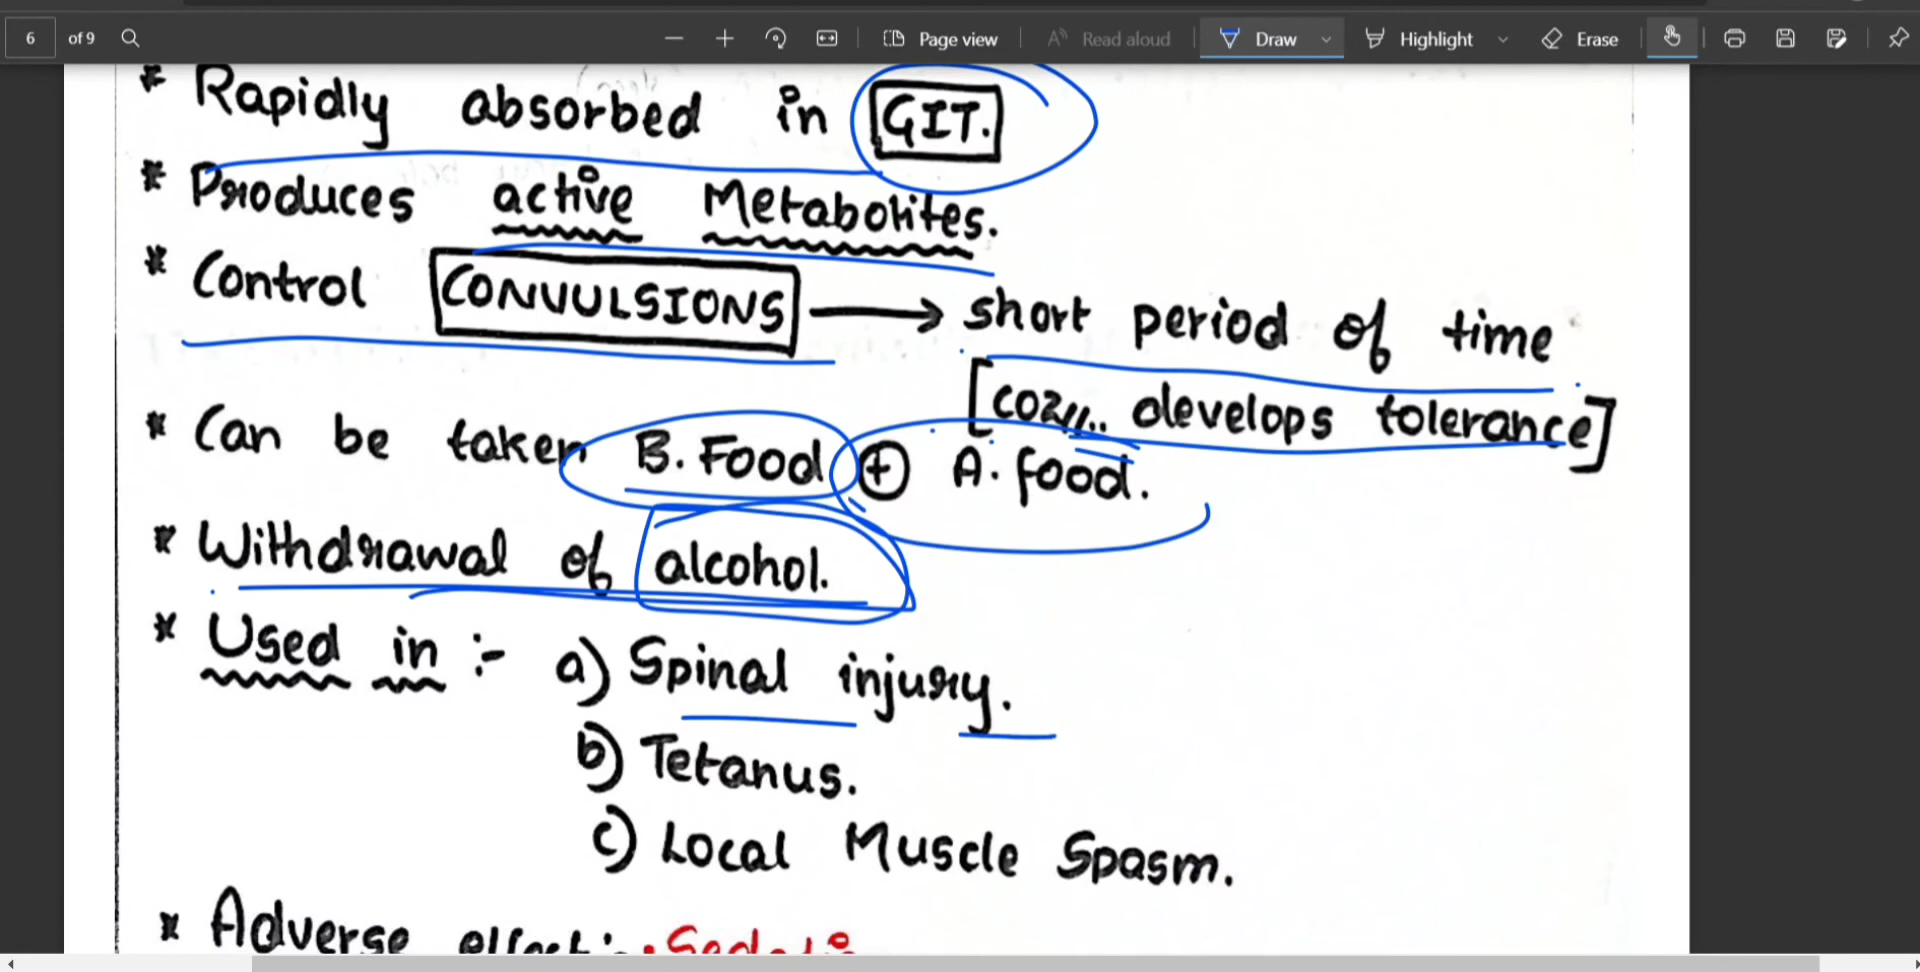 6 of 9 Page view Read aloud Draw Highlight Erase
* Rapidly absorbed in GIT.
* Produces active Metabolites.
* Control CONVULSIONS → short period of time
[coz develops tolerance]
* Can be taken B. Food ⊕ A. food.
* Withdrawal of alcohol.
* Used in :- a) Spinal injury.
b) Tetanus.
c) Local Muscle Spasm.
* Adverse effect